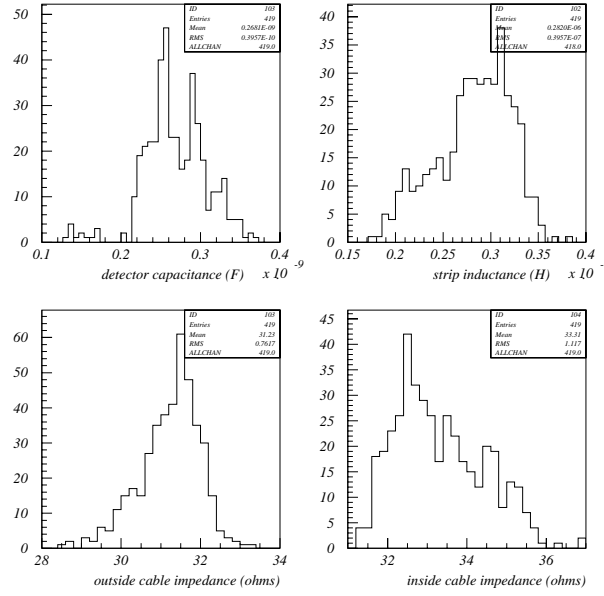 ID 103
Entries 419
Mean 0.2681E-09
RMS 0.3957E-10
ALLCHAN 419.0
50
40
30
20
10
0
0.1 0.2 0.3 0.4
x 10 -9
detector capacitance (F)
ID 102
Entries 419
Mean 0.2820E-06
RMS 0.3957E-07
ALLCHAN 418.0
40
35
30
25
20
15
10
5
0
0.15 0.2 0.25 0.3 0.35 0.4
x 10 -
strip inductance (H)
ID 103
Entries 419
Mean 31.23
RMS 0.7617
ALLCHAN 419.0
60
50
40
30
20
10
0
28 30 32 34
outside cable impedance (ohms)
ID 104
Entries 419
Mean 33.31
RMS 1.117
ALLCHAN 419.0
45
40
35
30
25
20
15
10
5
0
32 34 36
inside cable impedance (ohms)